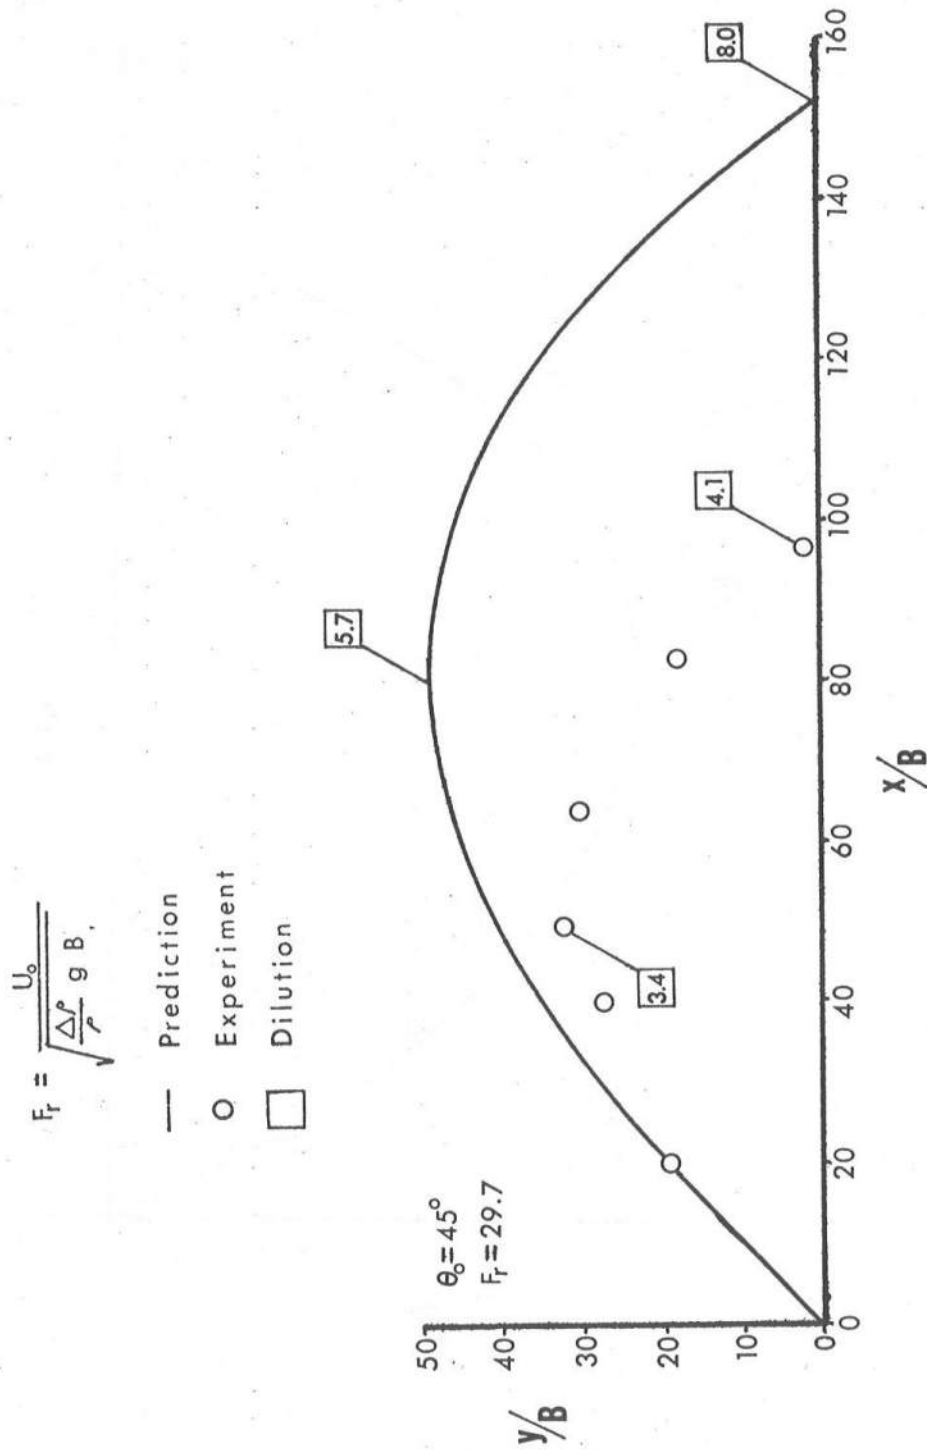 Fr = U₀ / √(Δρ/ρ g B)
— Prediction
○ Experiment
□ Dilution
θ₀=45°
Fr=29.7
5.7
8.0
3.4
4.1
y/B
50
40
30
20
10
0
0
20
40
60
80
100
120
140
160
x/B